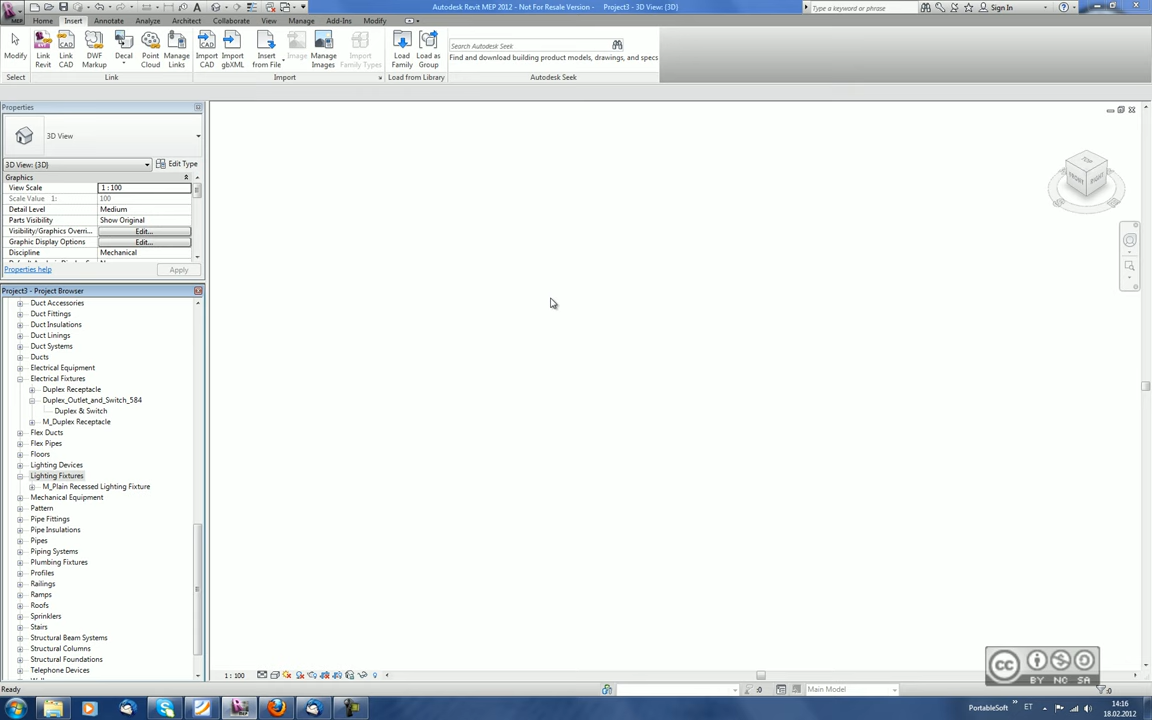 Autodesk Revit MEP 2012 - Not For Resale Version - Project3 - 3D View: {3D}
Type a keyword or phrase
Sign In
Home Insert Annotate Analyze Architect Collaborate View Manage Add-Ins Modify
Modify
Link Revit
Link CAD
DWF Markup
Decal
Point Cloud
Manage Links
Import CAD
Import gbXML
Insert from File
Image
Manage Images
Import Family Types
Load Family
Load as Group
Search Autodesk Seek
Find and download building product models, drawings, and specs
Select Link Import Load from Library Autodesk Seek
Properties
3D View
3D View: {3D} Edit Type
Graphics
View Scale 1 : 100
Scale Value 1: 100
Detail Level Medium
Parts Visibility Show Original
Visibility/Graphics Overri... Edit...
Graphic Display Options Edit...
Discipline Mechanical
Properties help Apply
TOP
FRONT
RIGHT
Project3 - Project Browser
Duct Accessories
Duct Fittings
Duct Insulations
Duct Linings
Duct Systems
Ducts
Electrical Equipment
Electrical Fixtures
Duplex Receptacle
Duplex_Outlet_and_Switch_584
Duplex & Switch
M_Duplex Receptacle
Flex Ducts
Flex Pipes
Floors
Lighting Devices
Lighting Fixtures
M_Plain Recessed Lighting Fixture
Mechanical Equipment
Pattern
Pipe Fittings
Pipe Insulations
Pipes
Piping Systems
Plumbing Fixtures
Profiles
Railings
Ramps
Roofs
Sprinklers
Stairs
Structural Beam Systems
Structural Columns
Structural Foundations
Telephone Devices
1 : 100
Ready
:0
Main Model
:0
cc
BY NC SA
PortableSoft
ET
14:16
18.02.2012